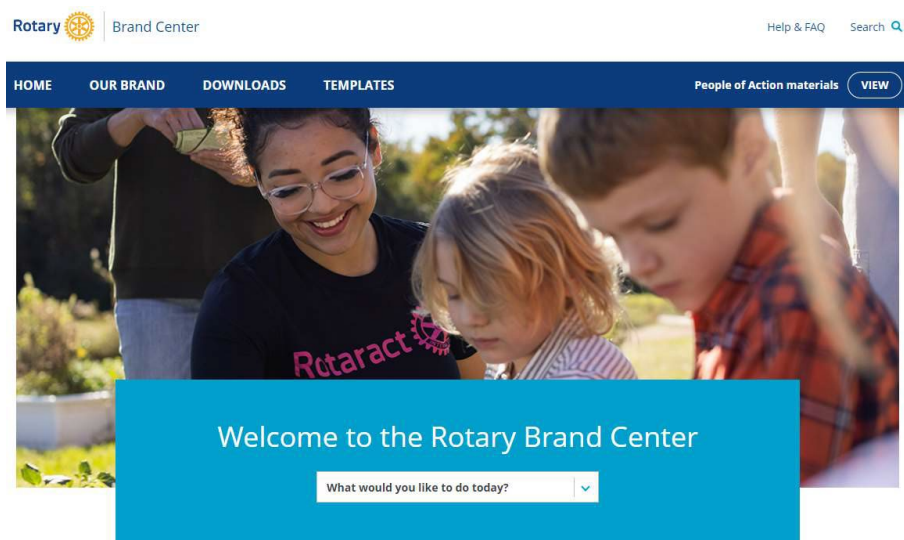 Rotary Brand Center
Help & FAQ Search
HOME OUR BRAND DOWNLOADS TEMPLATES People of Action materials VIEW
Rotaract
Welcome to the Rotary Brand Center
What would you like to do today?